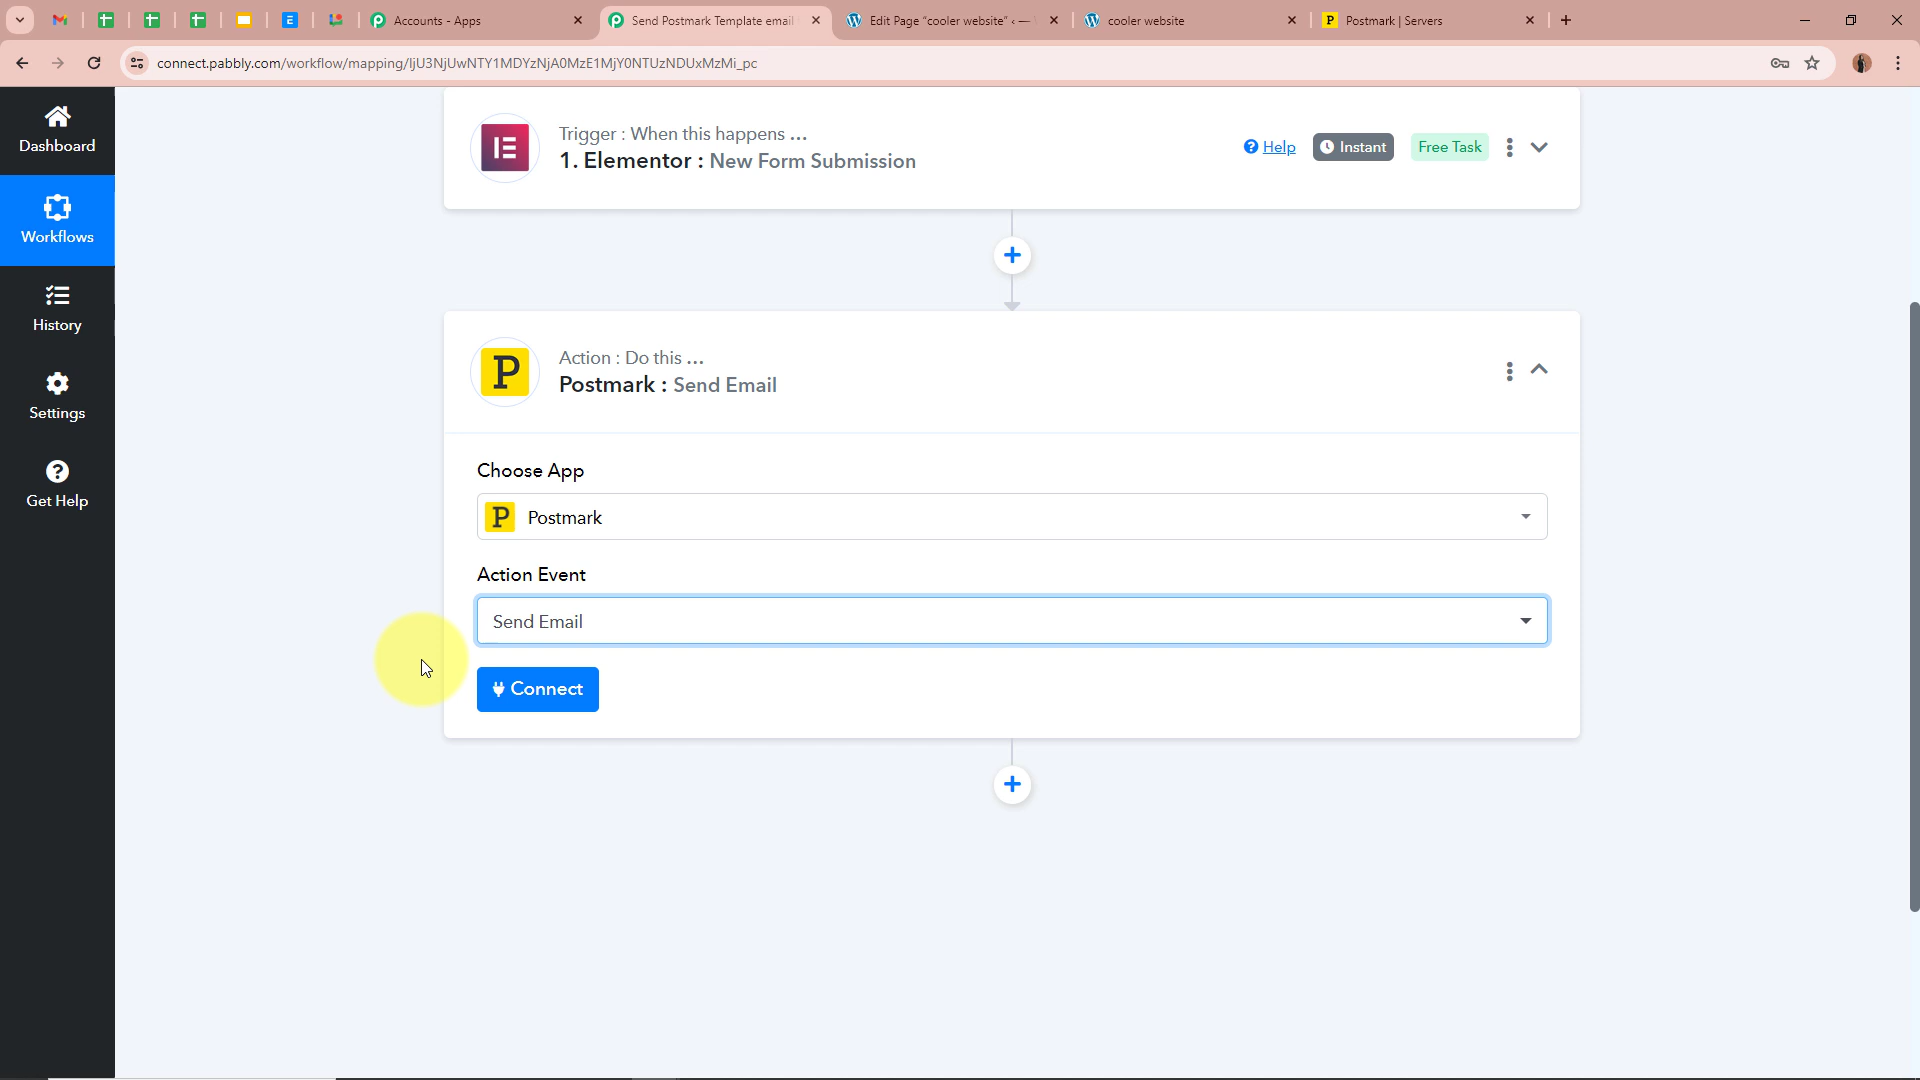 Accounts - Apps
Send Postmark Template email
Edit Page "cooler website" ‹ —
cooler website
Postmark | Servers
connect.pabbly.com/workflow/mapping/IjU3NjUwNTY1MDYzNjA0MzE1MjY0NTUzNDUxMzMi_pc
Dashboard
Workflows
History
Settings
Get Help
Trigger : When this happens ...
1. Elementor : New Form Submission
Help
Instant
Free Task
Action : Do this ...
Postmark : Send Email
Choose App
Postmark
Action Event
Send Email
Connect